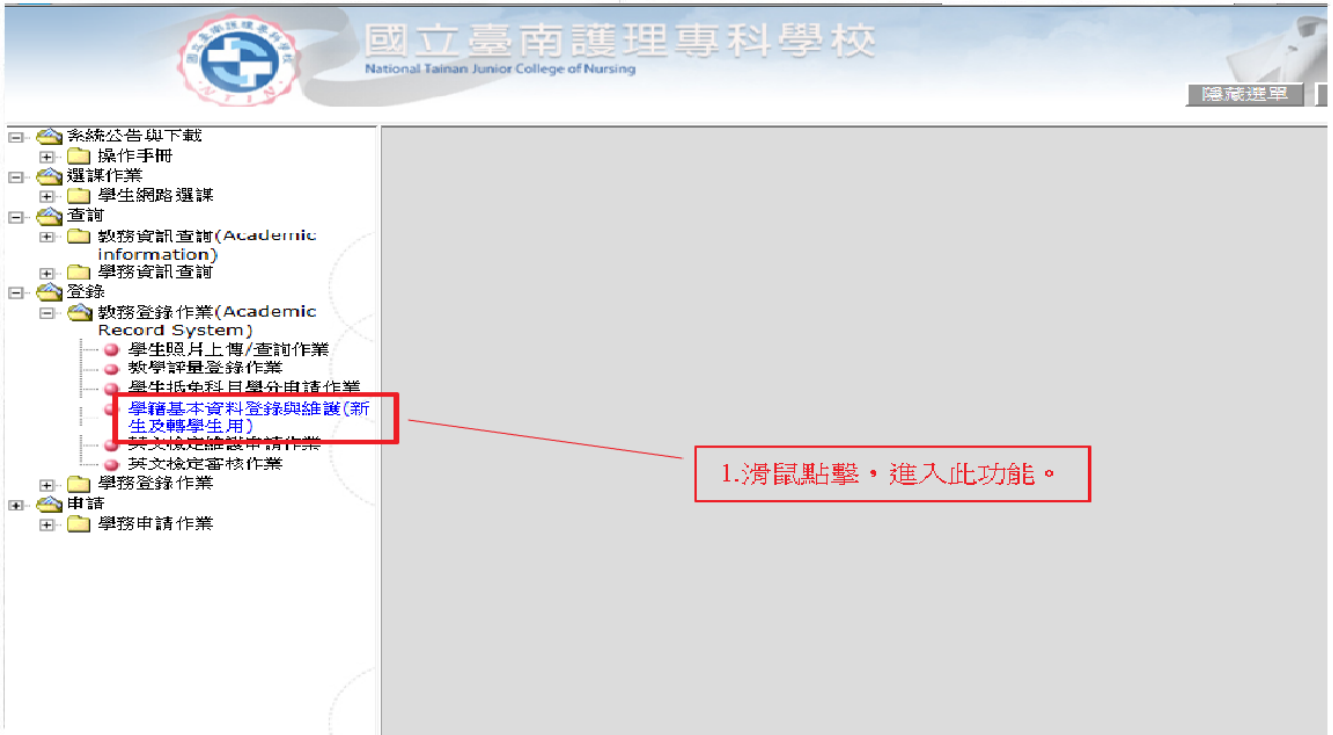 國立臺南護理專科學校
National Tainan Junior College of Nursing
NTIN
隱藏選單
系統公告與下載
操作手冊
選課作業
學生網路選課
查詢
教務資訊查詢(Academic
information)
學務資訊查詢
登錄
教務登錄作業(Academic
Record System)
學生照片上傳/查詢作業
教學評量登錄作業
學生抵免科目學分申請作業
學籍基本資料登錄與維護(新
生及轉學生用)
英文檢定維護申請作業
英文檢定審核作業
學務登錄作業
申請
學務申請作業
1.滑鼠點擊，進入此功能。